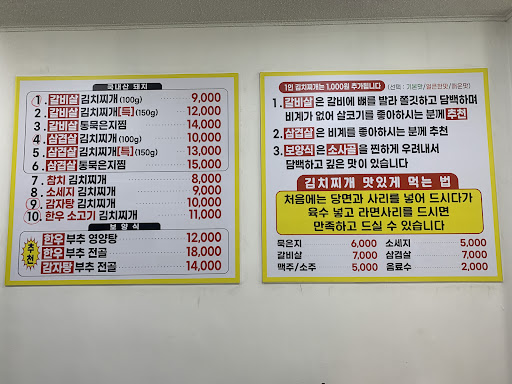 국내산 돼지
1. 갈비살 김치찌개 (100g) 9,000
2. 갈비살 김치찌개[특] (150g) 12,000
3. 갈비살 동묵은지찜 14,000
4. 삼겹살 김치찌개 (100g) 10,000
5. 삼겹살 김치찌개[특] (150g) 13,000
6. 삼겹살 동묵은지찜 15,000
7. 참치 김치찌개 8,000
8. 소세지 김치찌개 9,000
9. 감자탕 김치찌개 10,000
10. 한우 소고기 김치찌개 11,000
보양식
추천
한우 부추 영양탕 12,000
한우 부추 전골 18,000
감자탕 부추 전골 14,000
1인 김치찌개는 1,000원 추가됩니다 (선택 : 기본맛/얼큰한맛/맑은맛)
1. 갈비살은 갈비에 뼈를 발라 쫄깃하고 담백하며
비계가 없어 살코기를 좋아하시는 분께 추천
2. 삼겹살은 비계를 좋아하시는 분께 추천
3. 보양식은 소사골을 찐하게 우려내서
담백하고 깊은 맛이 있습니다
김치찌개 맛있게 먹는 법
처음에는 당면과 사리를 넣어 드시다가
육수 넣고 라면사리를 드시면
만족하고 드실 수 있습니다
묵은지 6,000 소세지 5,000
갈비살 7,000 삼겹살 7,000
맥주/소주 5,000 음료수 2,000